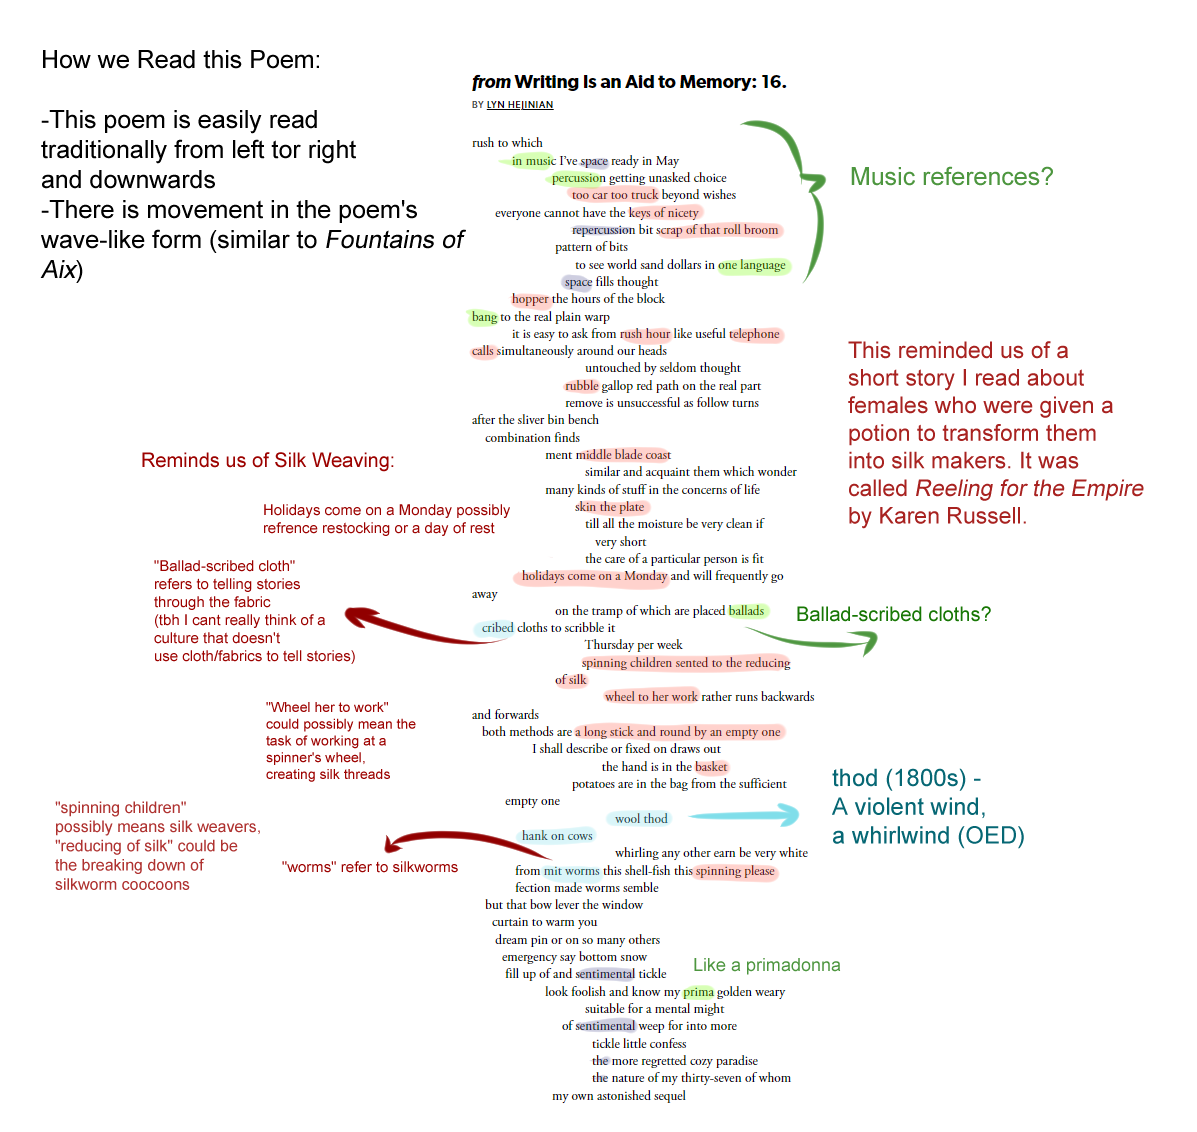 How we Read this Poem:
-This poem is easily read
traditionally from left tor right
and downwards
-There is movement in the poem's
wave-like form (similar to Fountains of
Aix)
from Writing Is an Aid to Memory: 16.
BY LYN HEJINIAN
rush to which
in music I've space ready in May
percussion getting unasked choice
too car too truck beyond wishes
everyone cannot have the keys of nicety
repercussion bit scrap of that roll broom
pattern of bits
to see world sand dollars in one language
space fills thought
hopper the hours of the block
bang to the real plain warp
it is easy to ask from rush hour like useful telephone
calls simultaneously around our heads
untouched by seldom thought
rubble gallop red path on the real part
remove is unsuccessful as follow turns
after the sliver bin bench
combination finds
ment middle blade coast
similar and acquaint them which wonder
many kinds of stuff in the concerns of life
skin the plate
till all the moisture be very clean if
very short
the care of a particular person is fit
holidays come on a Monday and will frequently go
away
on the tramp of which are placed ballads
cribed cloths to scribble it
Thursday per week
spinning children sented to the reducing
of silk
wheel to her work rather runs backwards
and forwards
both methods are a long stick and round by an empty one
I shall describe or fixed on draws out
the hand is in the basket
potatoes are in the bag from the sufficient
empty one
wool thod
hank on cows
whirling any other earn be very white
from mit worms this shell-fish this spinning please
fection made worms semble
but that bow lever the window
curtain to warm you
dream pin or on so many others
emergency say bottom snow
fill up of and sentimental tickle
look foolish and know my prima golden weary
suitable for a mental might
of sentimental weep for into more
tickle little confess
the more regretted cozy paradise
the nature of my thirty-seven of whom
my own astonished sequel
Music references?
This reminded us of a
short story I read about
females who were given a
potion to transform them
into silk makers. It was
called Reeling for the Empire
by Karen Russell.
Reminds us of Silk Weaving:
Holidays come on a Monday possibly
refrence restocking or a day of rest
"Ballad-scribed cloth"
refers to telling stories
through the fabric
(tbh I cant really think of a
culture that doesn't
use cloth/fabrics to tell stories)
Ballad-scribed cloths?
"Wheel her to work"
could possibly mean the
task of working at a
spinner's wheel,
creating silk threads
thod (1800s) -
A violent wind,
a whirlwind (OED)
"spinning children"
possibly means silk weavers,
"reducing of silk" could be
the breaking down of
silkworm coocoons
"worms" refer to silkworms
Like a primadonna